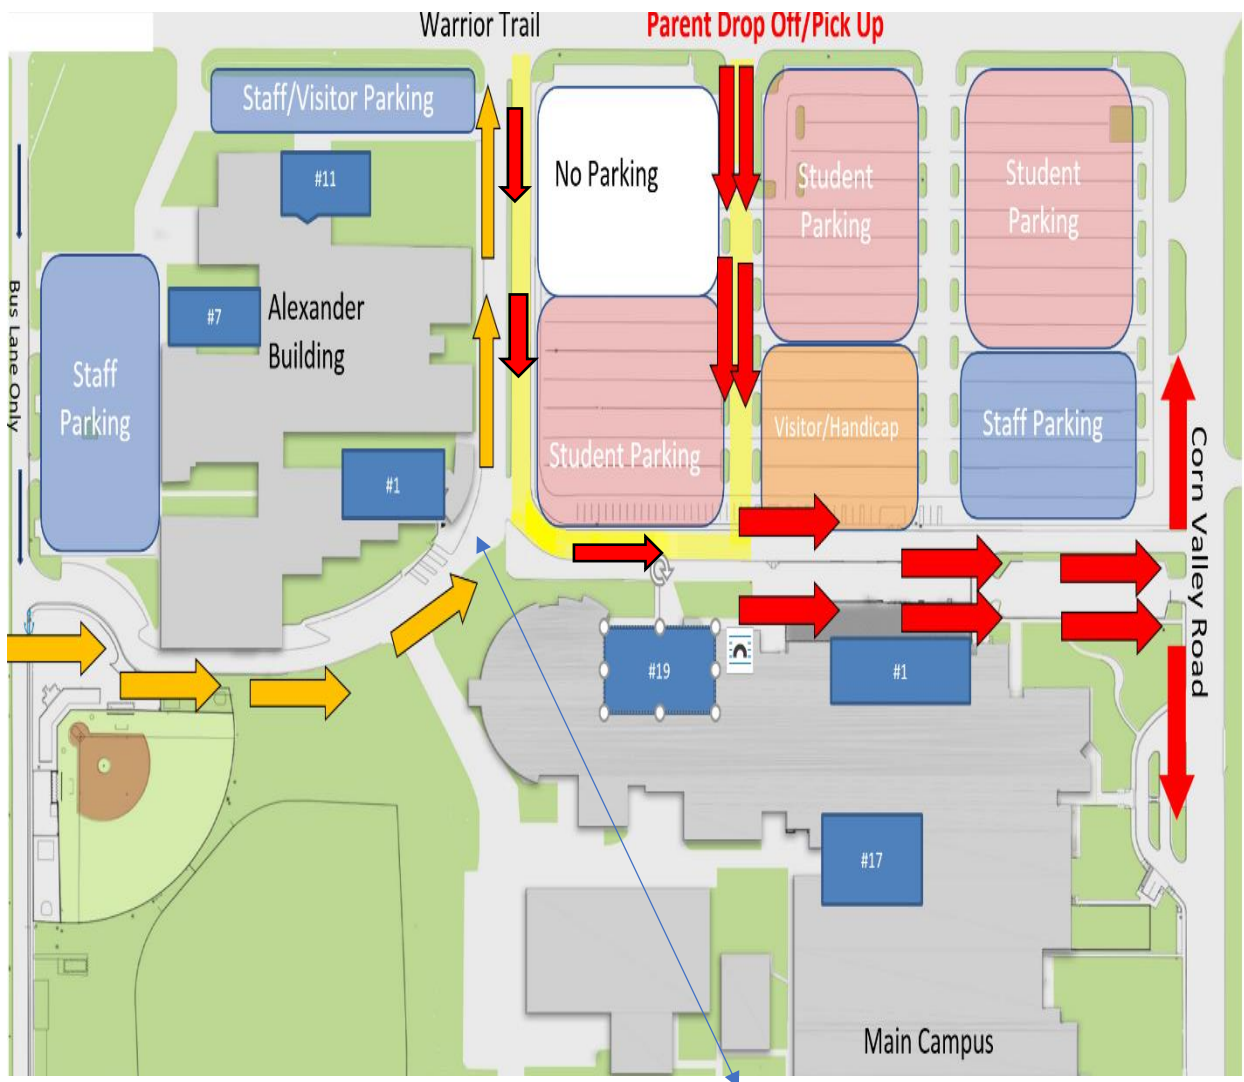 Warrior Trail
Parent Drop Off/Pick Up
Staff/Visitor Parking
#11
No Parking
Student
Parking
Student
Parking
Bus Lane Only
#7
Alexander
Building
Staff
Parking
#1
Student Parking
Visitor/Handicap
Staff Parking
Corn Valley Road
#19
#1
#17
Main Campus